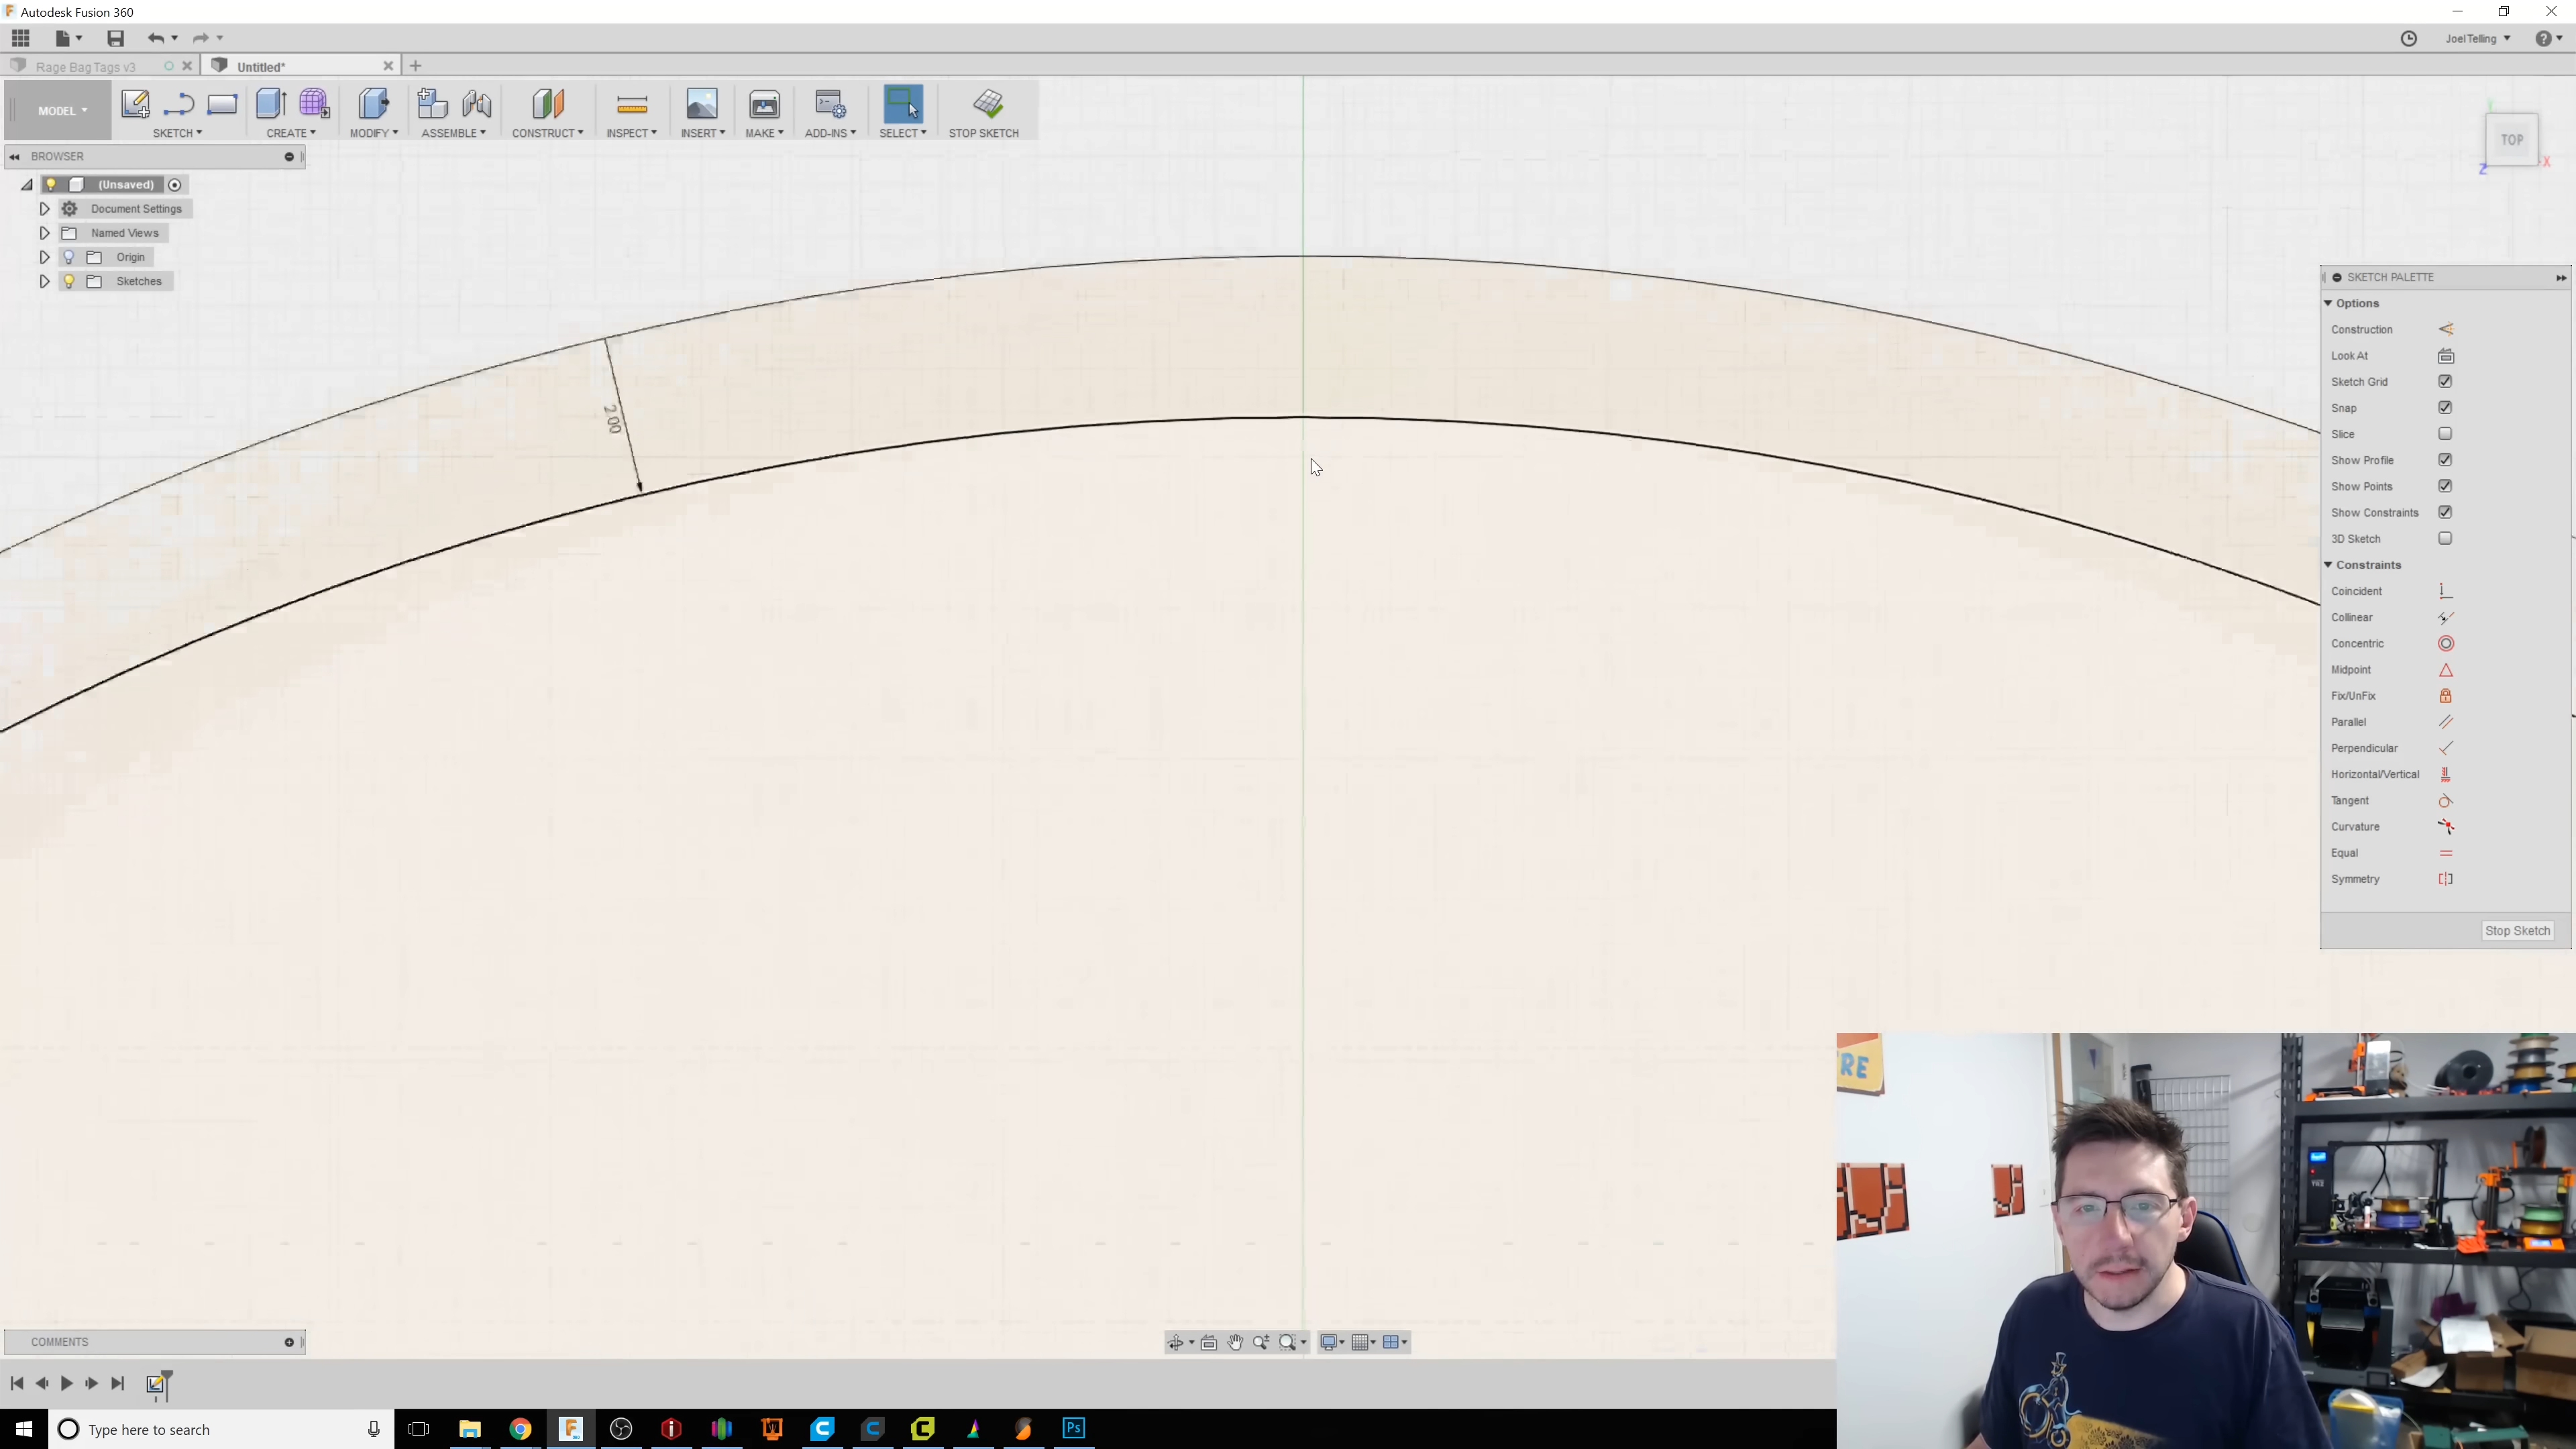 Autodesk Fusion 360
JoelTelling
Rage Bag Tags v3
Untitled*
MODEL
SKETCH
CREATE
MODIFY
ASSEMBLE
CONSTRUCT
INSPECT
INSERT
MAKE
ADD-INS
SELECT
STOP SKETCH
TOP
X
Z
BROWSER
(Unsaved)
Document Settings
Named Views
Origin
Sketches
2.00
SKETCH PALETTE
Options
Construction
Look At
Sketch Grid
Snap
Slice
Show Profile
Show Points
Show Constraints
3D Sketch
Constraints
Coincident
Collinear
Concentric
Midpoint
Fix/UnFix
Parallel
Perpendicular
Horizontal/Vertical
Tangent
Curvature
Equal
Symmetry
Stop Sketch
RE
COMMENTS
Type here to search
Ps